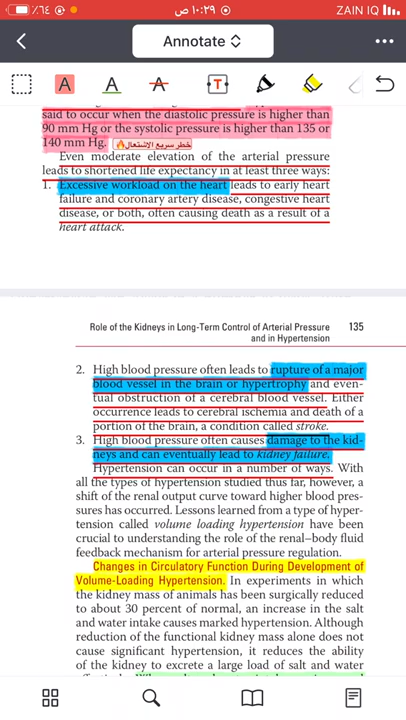 ٪٦٤
١٠:٢٩ ص
ZAIN IQ
Annotate
A A A T
said to occur when the diastolic pressure is higher than
90 mm Hg or the systolic pressure is higher than 135 or
140 mm Hg. خطر سريع الاشتعال🔥
Even moderate elevation of the arterial pressure
leads to shortened life expectancy in at least three ways:
1. Excessive workload on the heart leads to early heart
failure and coronary artery disease, congestive heart
disease, or both, often causing death as a result of a
heart attack.
Role of the Kidneys in Long-Term Control of Arterial Pressure 135
and in Hypertension
2. High blood pressure often leads to rupture of a major
blood vessel in the brain or hypertrophy and even-
tual obstruction of a cerebral blood vessel. Either
occurrence leads to cerebral ischemia and death of a
portion of the brain, a condition called stroke.
3. High blood pressure often causes damage to the kid-
neys and can eventually lead to kidney failure.
Hypertension can occur in a number of ways. With
all the types of hypertension studied thus far, however, a
shift of the renal output curve toward higher blood pres-
sures has occurred. Lessons learned from a type of hyper-
tension called volume loading hypertension have been
crucial to understanding the role of the renal–body fluid
feedback mechanism for arterial pressure regulation.
Changes in Circulatory Function During Development of
Volume-Loading Hypertension. In experiments in which
the kidney mass of animals has been surgically reduced
to about 30 percent of normal, an increase in the salt
and water intake causes marked hypertension. Although
reduction of the functional kidney mass alone does not
cause significant hypertension, it reduces the ability
of the kidney to excrete a large load of salt and water